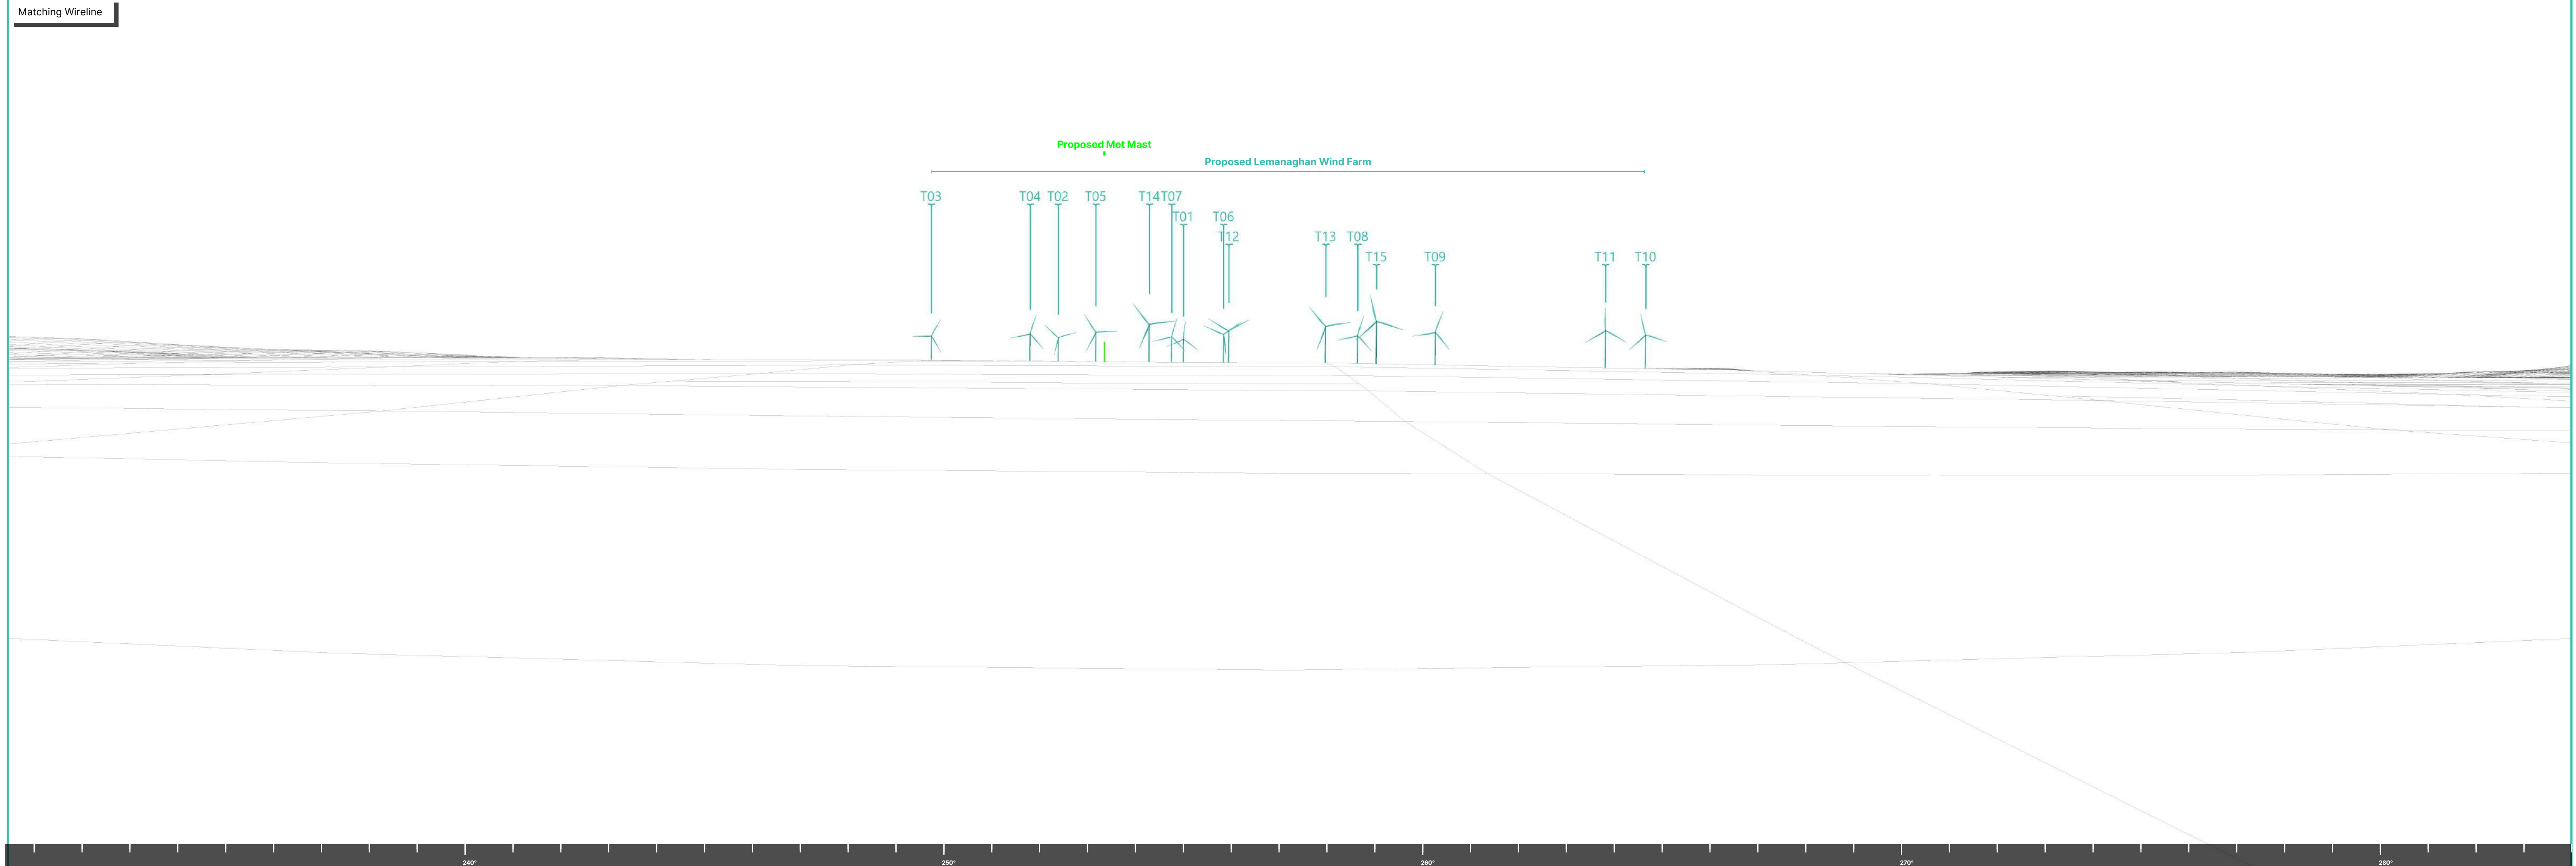 Matching Wireline
Proposed Met Mast
Proposed Lemanaghan Wind Farm
T03 T04 T02 T05 T14 T07
T01 T06
T12 T13 T08
T15 T09 T11 T10
240° 250° 260° 270° 280°